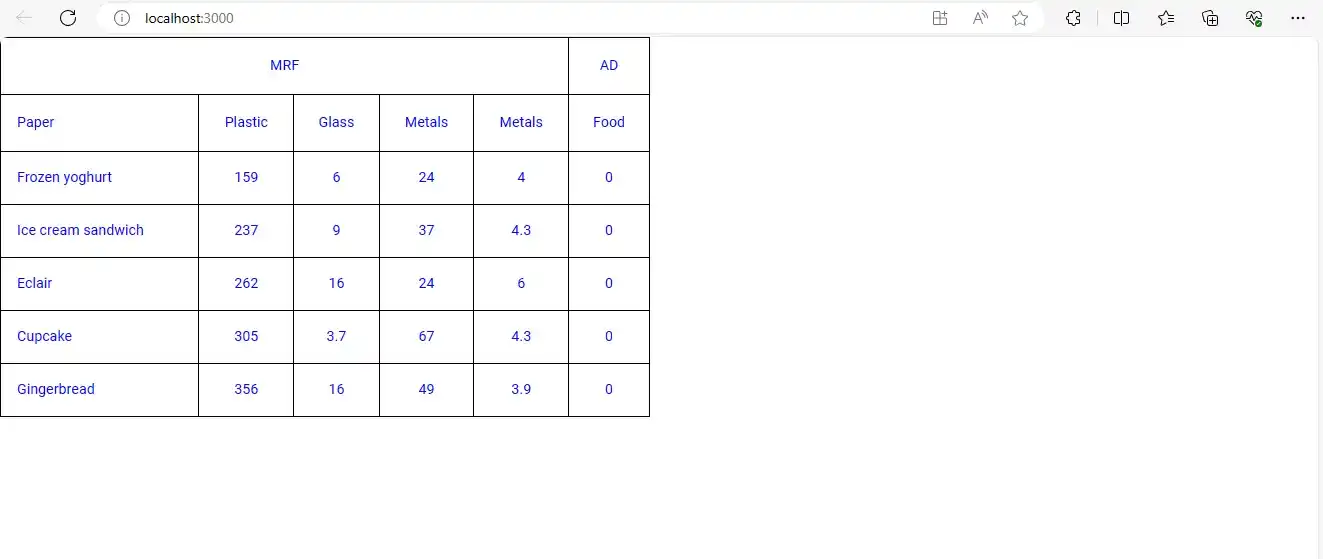 localhost:3000
MRF AD
Paper Plastic Glass Metals Metals Food
Frozen yoghurt 159 6 24 4 0
Ice cream sandwich 237 9 37 4.3 0
Eclair 262 16 24 6 0
Cupcake 305 3.7 67 4.3 0
Gingerbread 356 16 49 3.9 0